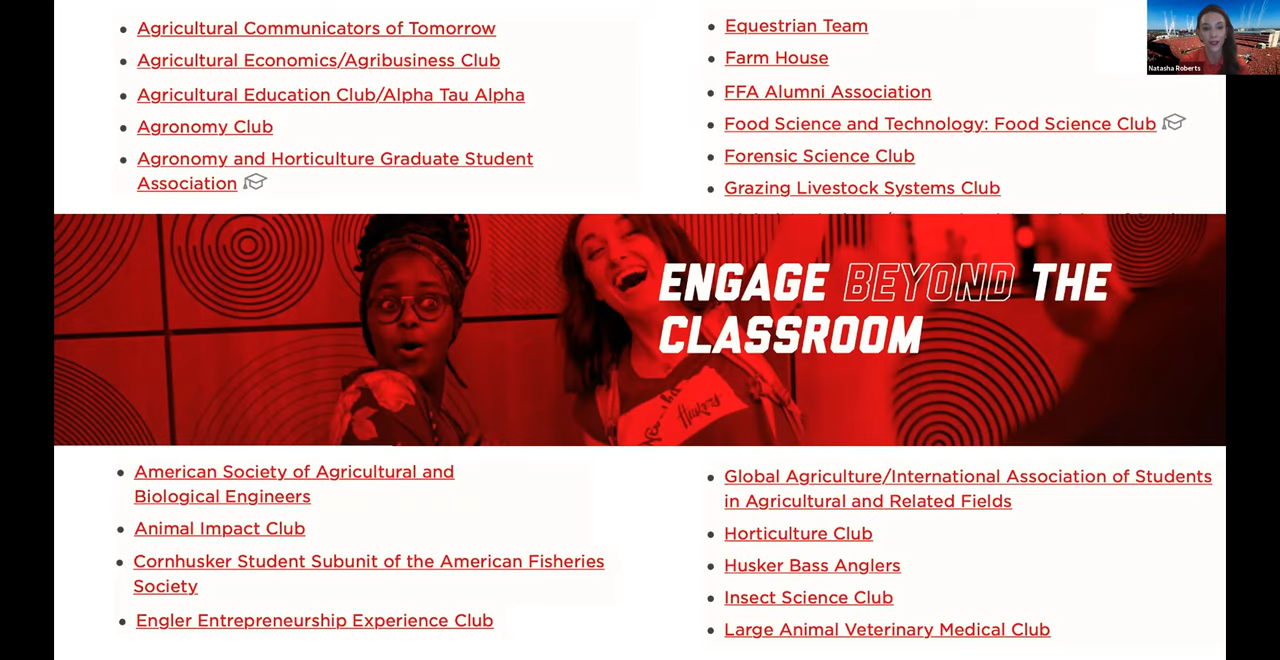 Agricultural Communicators of Tomorrow
Agricultural Economics/Agribusiness Club
Agricultural Education Club/Alpha Tau Alpha
Agronomy Club
Agronomy and Horticulture Graduate Student
Association
Equestrian Team
Farm House
FFA Alumni Association
Food Science and Technology: Food Science Club
Forensic Science Club
Grazing Livestock Systems Club
Natasha Roberts
ENGAGE BEYOND THE
CLASSROOM
Huskers
American Society of Agricultural and
Biological Engineers
Animal Impact Club
Cornhusker Student Subunit of the American Fisheries
Society
Engler Entrepreneurship Experience Club
Global Agriculture/International Association of Students
in Agricultural and Related Fields
Horticulture Club
Husker Bass Anglers
Insect Science Club
Large Animal Veterinary Medical Club